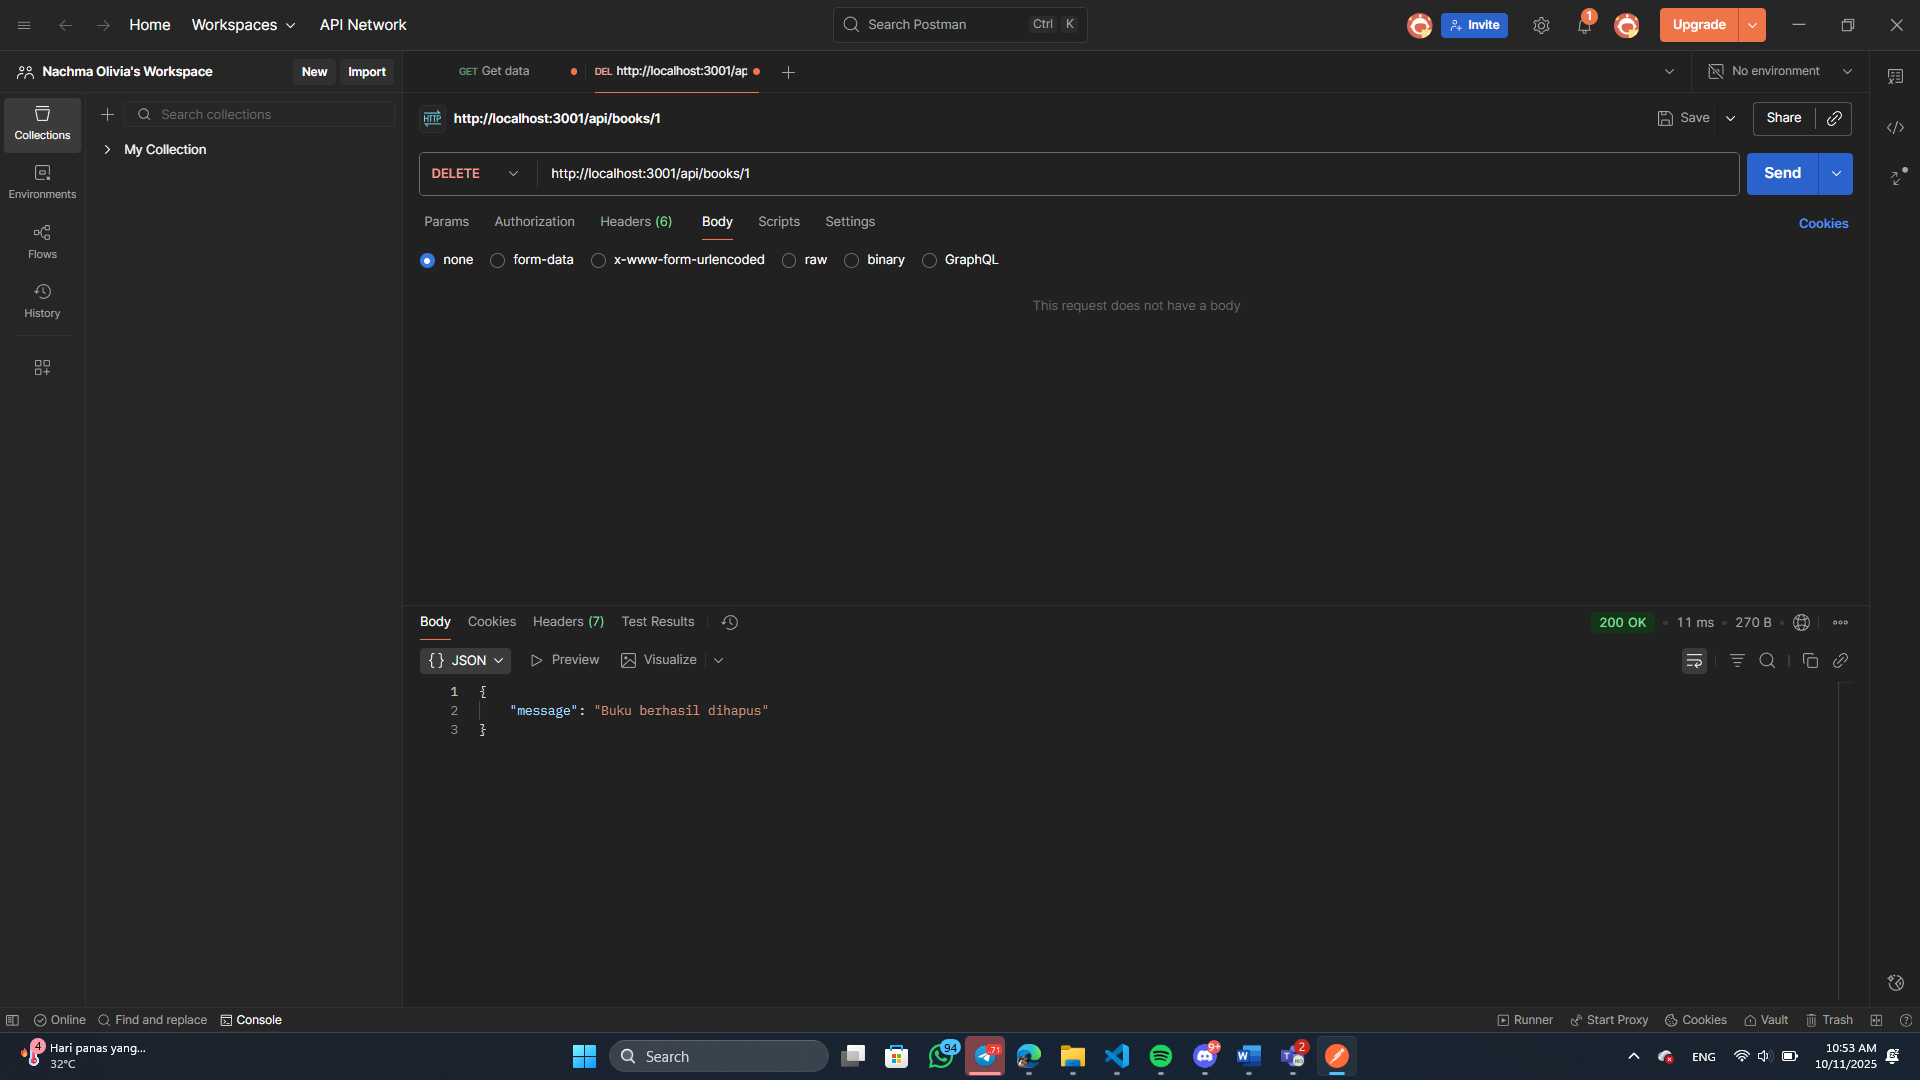 Home Workspaces API Network Search Postman Ctrl K Invite 1 Upgrade
Nachma Olivia's Workspace New Import GET Get data DEL http://localhost:3001/ap No environment
Collections
Environments
Flows
History
Search collections
My Collection
HTTP http://localhost:3001/api/books/1 Save Share
DELETE http://localhost:3001/api/books/1 Send
Params Authorization Headers (6) Body Scripts Settings Cookies
none form-data x-www-form-urlencoded raw binary GraphQL
This request does not have a body
Body Cookies Headers (7) Test Results 200 OK 11 ms 270 B
{} JSON Preview Visualize
1 {
2 "message": "Buku berhasil dihapus"
3 }
Online Find and replace Console Runner Start Proxy Cookies Vault Trash
4 Hari panas yang...
32°C
Search 94 71 9+ 2
ENG
10:53 AM
10/11/2025